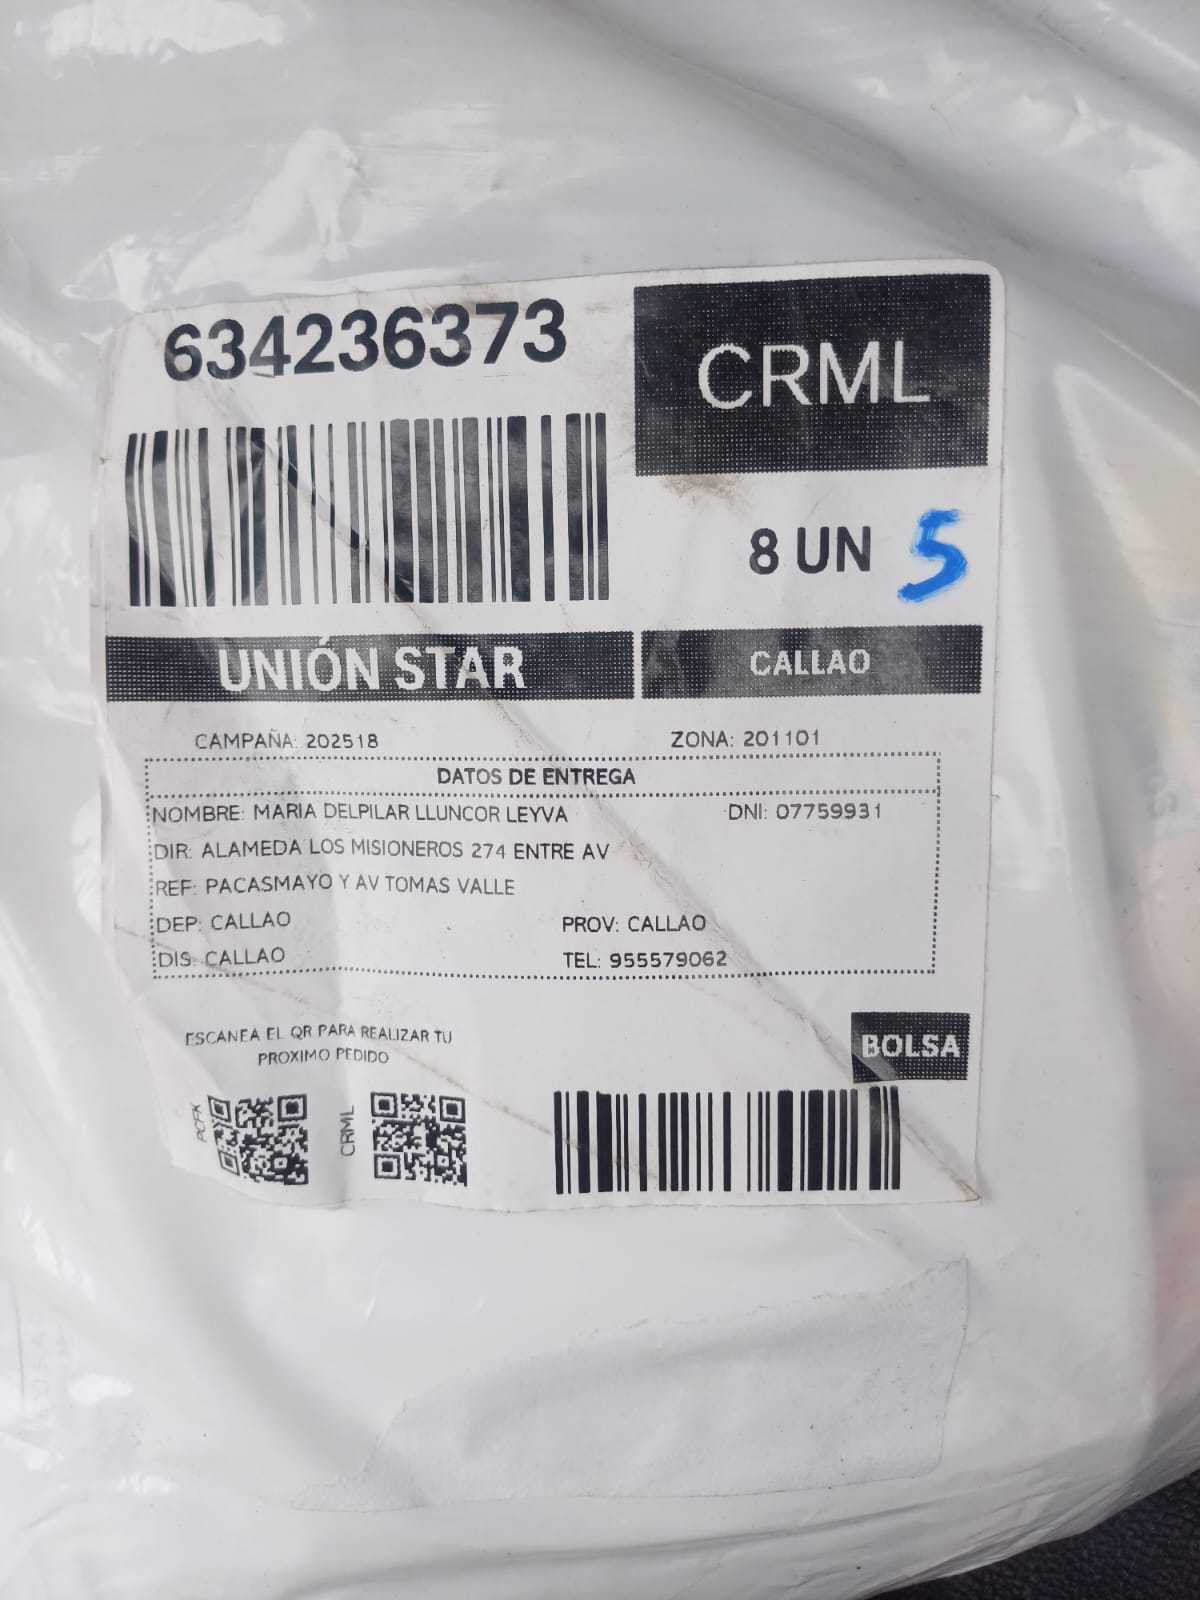 634236373
CRML
8 UN 5
UNIÓN STAR
CALLAO
CAMPAÑA: 202518
ZONA: 201101
DATOS DE ENTREGA
NOMBRE: MARIA DELPILAR LLUNCOR LEYVA DNI: 07759931
DIR: ALAMEDA LOS MISIONEROS 274 ENTRE AV
REF: PACASMAYO Y AV TOMAS VALLE
DEP: CALLAO PROV: CALLAO
DIS: CALLAO TEL: 955579062
ESCANEA EL QR PARA REALIZAR TU
PROXIMO PEDIDO
BOLSA
CRML